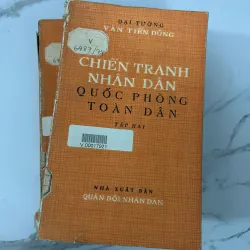 ĐẠI TƯỚNG
VĂN TIẾN DŨNG
V
CHIẾN TRANH
NHÂN DÂN
QUỐC PHÒNG
TOÀN DÂN
TẬP HAI
NHÀ XUẤT BẢN
QUÂN ĐỘI NHÂN DÂN